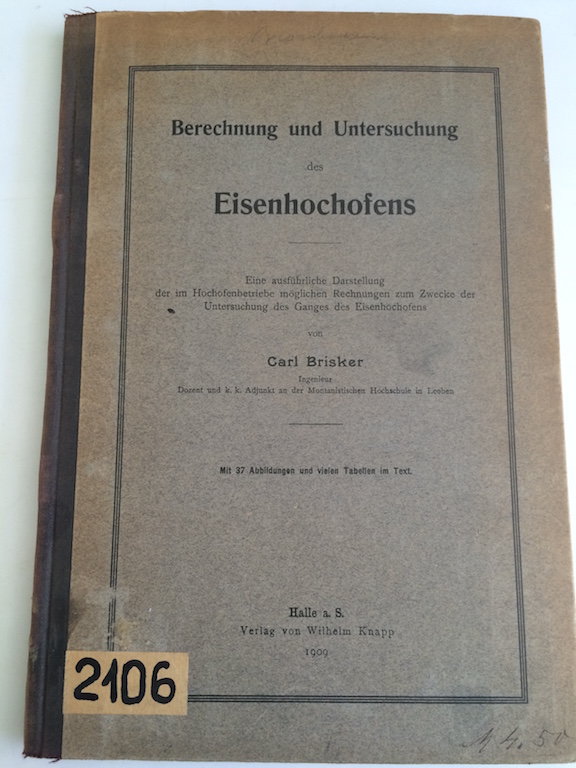 Berechnung und Untersuchung
des
Eisenhochofens
Eine ausführliche Darstellung
der im Hochofenbetriebe möglichen Rechnungen zum Zwecke der
Untersuchung des Ganges des Eisenhochofens
von
Carl Brisker
Ingenieur
Docent und k. k. Adjunkt an der Montanistischen Hochschule in Leoben
Mit 37 Abbildungen und vielen Tabellen im Text.
Halle a. S.
Verlag von Wilhelm Knapp
1909
2106
M 4.50